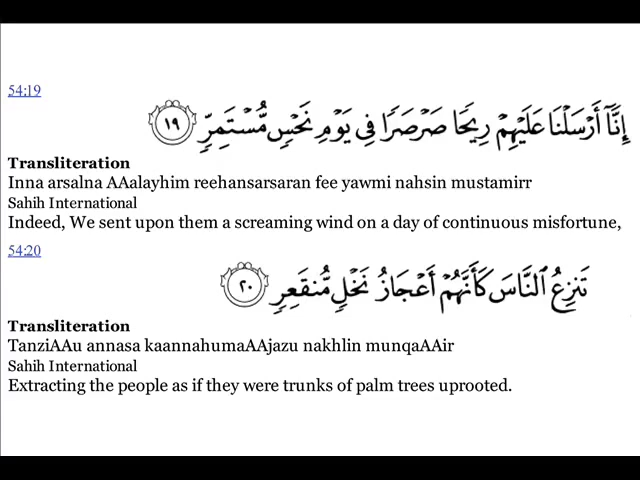 54:19
إِنَّآ أَرۡسَلۡنَا عَلَيۡهِمۡ رِيحٗا صَرۡصَرٗا فِي يَوۡمِ نَحۡسٖ مُّسۡتَمِرّٖ ١٩
Transliteration
Inna arsalna AAalayhim reehansarsaran fee yawmi nahsin mustamirr
Sahih International
Indeed, We sent upon them a screaming wind on a day of continuous misfortune,
54:20
تَنزِعُ ٱلنَّاسَ كَأَنَّهُمۡ أَعۡجَازُ نَخۡلٖ مُّنقَعِرٖ ٢٠
Transliteration
TanziAAu annasa kaannahumaAAjazu nakhlin munqaAAir
Sahih International
Extracting the people as if they were trunks of palm trees uprooted.